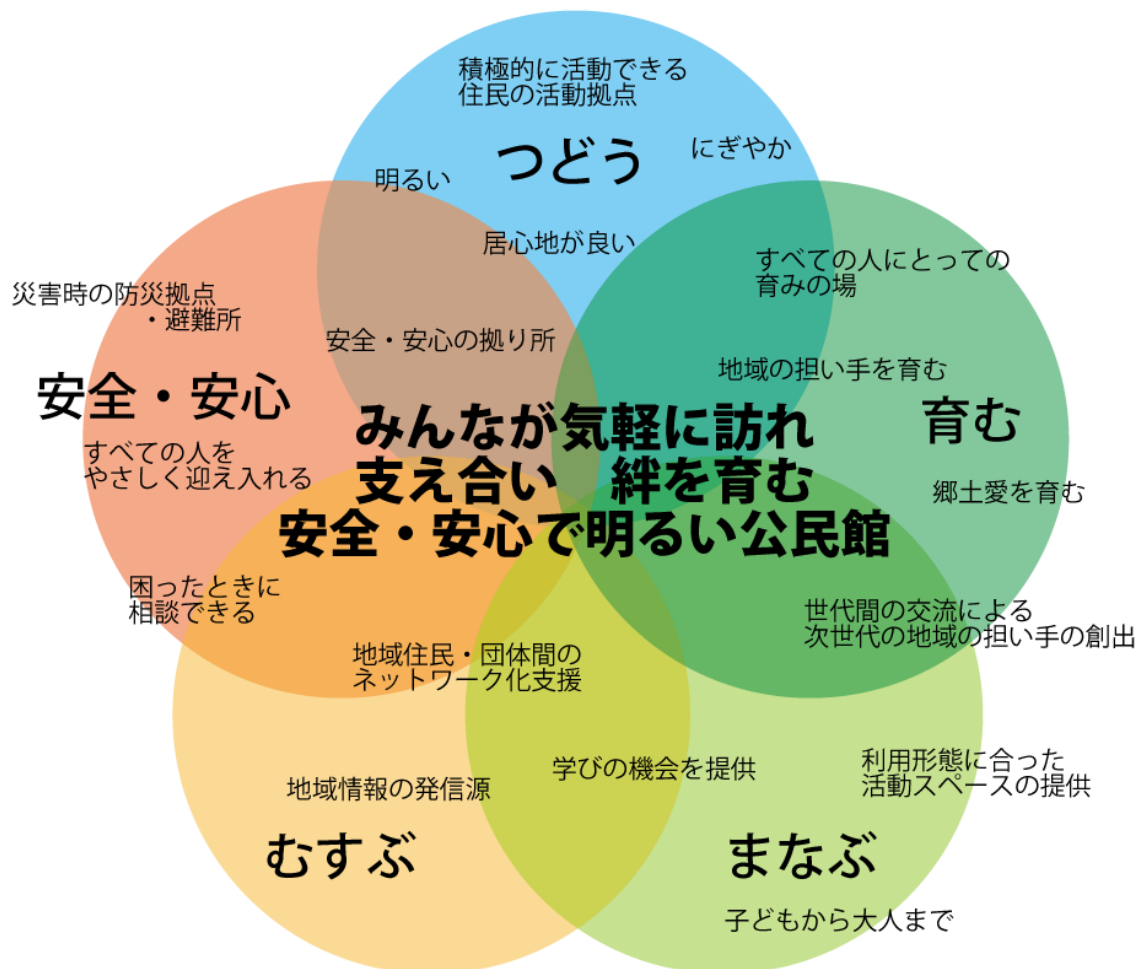 積極的に活動できる
住民の活動拠点
つどう
にぎやか
明るい
居心地が良い
すべての人にとっての
育みの場
災害時の防災拠点
・避難所
安全・安心の拠り所
地域の担い手を育む
安全・安心
育む
みんなが気軽に訪れ
支え合い 絆を育む
安全・安心で明るい公民館
すべての人を
やさしく迎え入れる
郷土愛を育む
困ったときに
相談できる
世代間の交流による
次世代の地域の担い手の創出
地域住民・団体間の
ネットワーク化支援
学びの機会を提供
利用形態に合った
活動スペースの提供
地域情報の発信源
むすぶ
まなぶ
子どもから大人まで